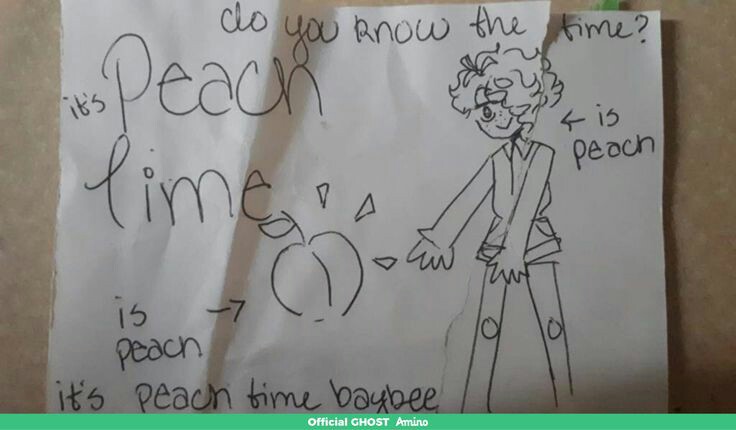 do you know the time?
it's Peach
time
← is
peach
is →
peach
it's peach time baybee
Official GHOST Amino